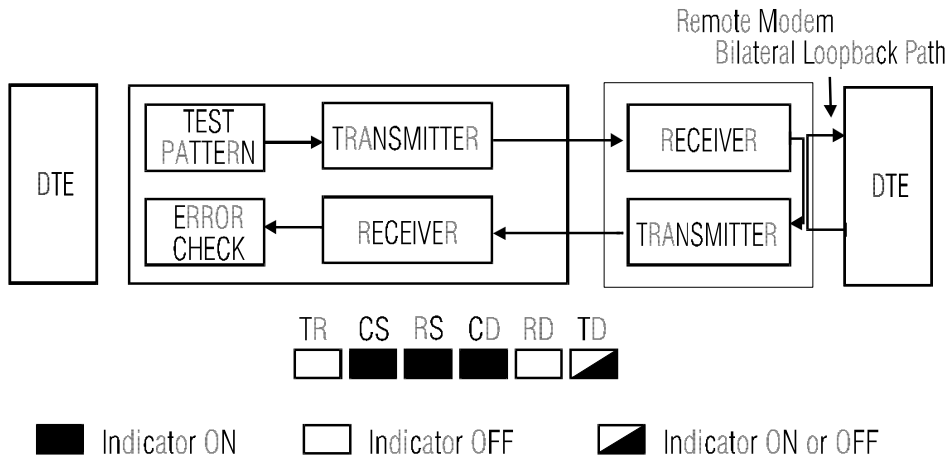 Remote Modem
Bilateral Loopback Path
DTE
TEST
PATTERN
TRANSMITTER
RECEIVER
DTE
ERROR
CHECK
RECEIVER
TRANSMITTER
TR CS RS CD RD TD
Indicator ON Indicator OFF Indicator ON or OFF